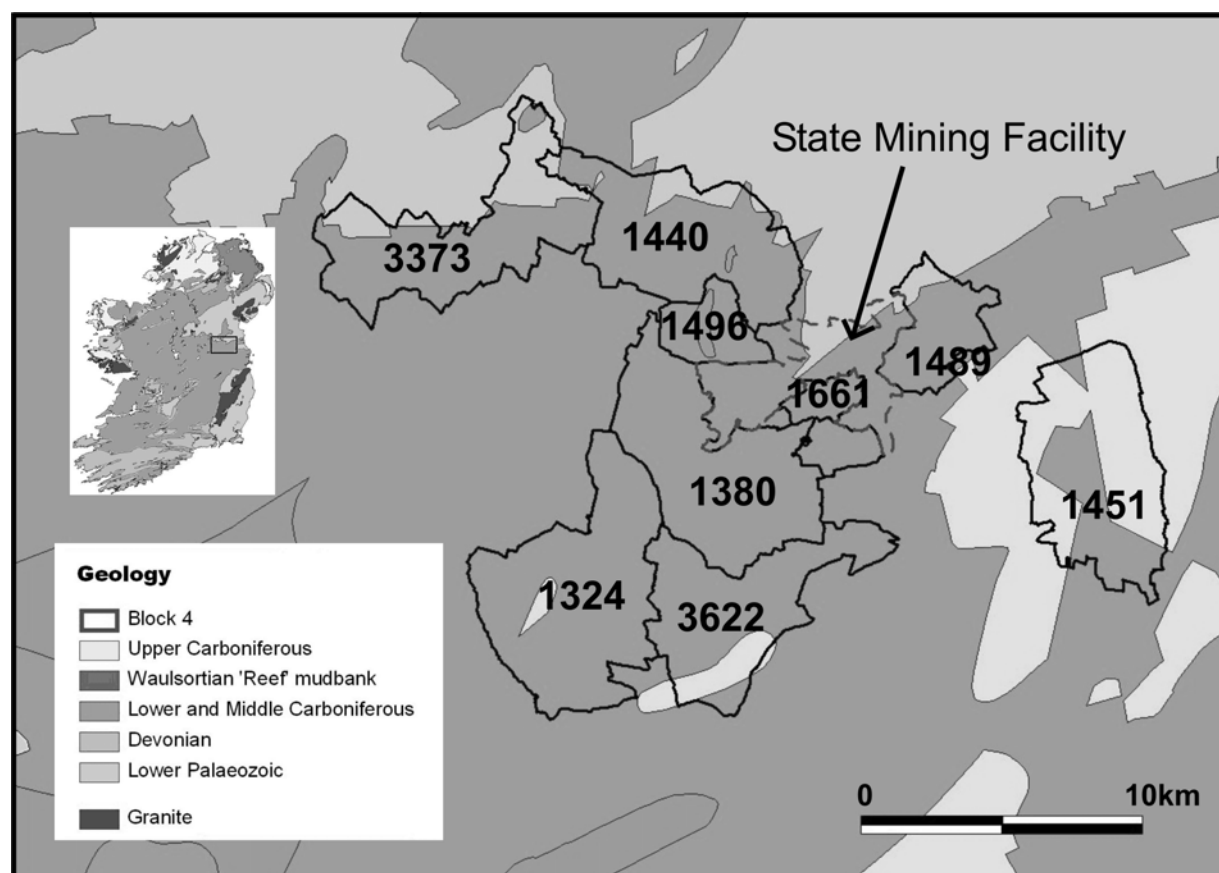 State Mining Facility
1440
3373
1496
1489
1661
1380
1451
1324
3622
Geology
Block 4
Upper Carboniferous
Waulsortian 'Reef' mudbank
Lower and Middle Carboniferous
Devonian
Lower Palaeozoic
Granite
0 10km